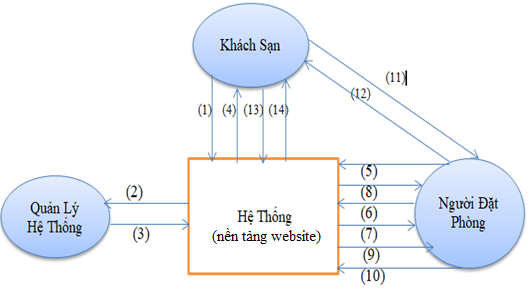 Khách Sạn
(11)
(12)
(1) (4) (13) (14)
(5)
(8)
(2)
(6)
Quản Lý
Hệ Thống
Hệ Thống
(nền tảng website)
Người Đặt
Phòng
(3)
(7)
(9)
(10)